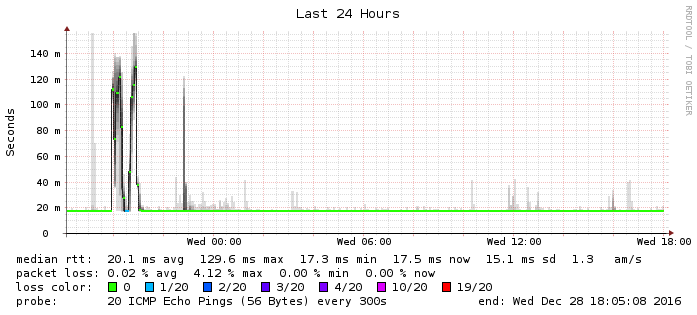 Last 24 Hours
RRDTOOL / TOBI OETIKER
Seconds
140 m
120 m
100 m
80 m
60 m
40 m
20 m
0
Wed 00:00 Wed 06:00 Wed 12:00 Wed 18:00
median rtt: 20.1 ms avg 129.6 ms max 17.3 ms min 17.5 ms now 15.1 ms sd 1.3 am/s
packet loss: 0.02 % avg 4.12 % max 0.00 % min 0.00 % now
loss color: 0 1/20 2/20 3/20 4/20 10/20 19/20
probe: 20 ICMP Echo Pings (56 Bytes) every 300s end: Wed Dec 28 18:05:08 2016